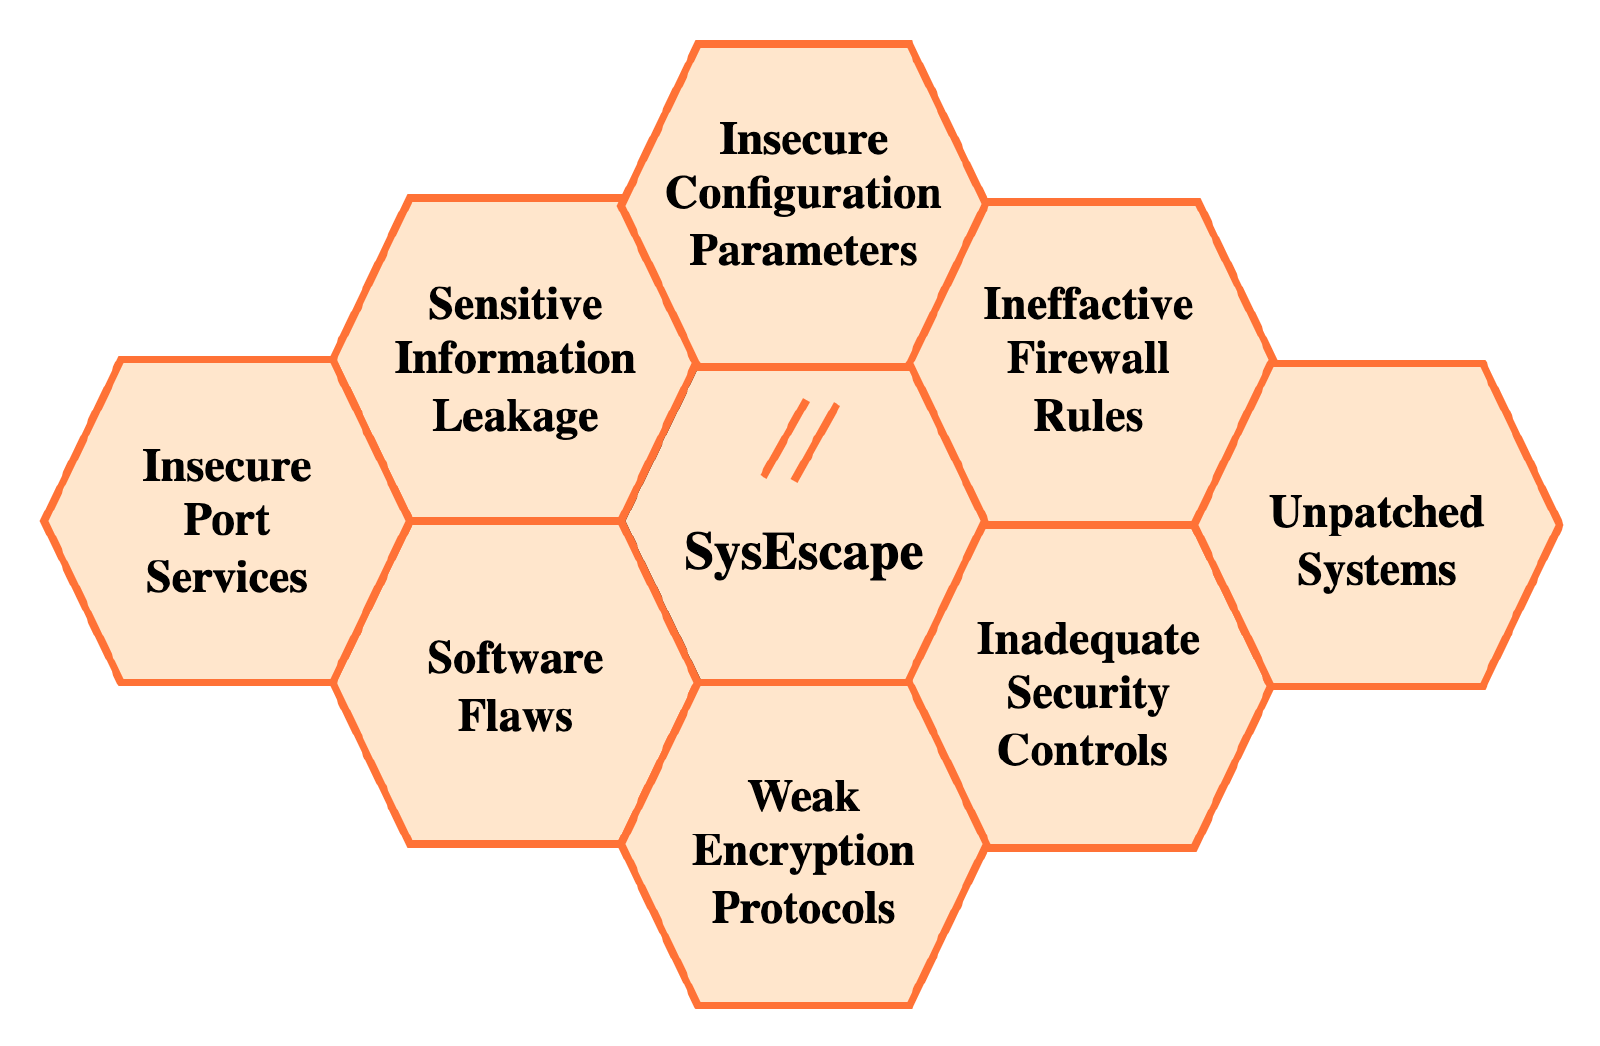 Insecure
Configuration
Parameters
Sensitive
Information
Leakage
Ineffactive
Firewall
Rules
Insecure
Port
Services
//
SysEscape
Unpatched
Systems
Software
Flaws
Inadequate
Security
Controls
Weak
Encryption
Protocols